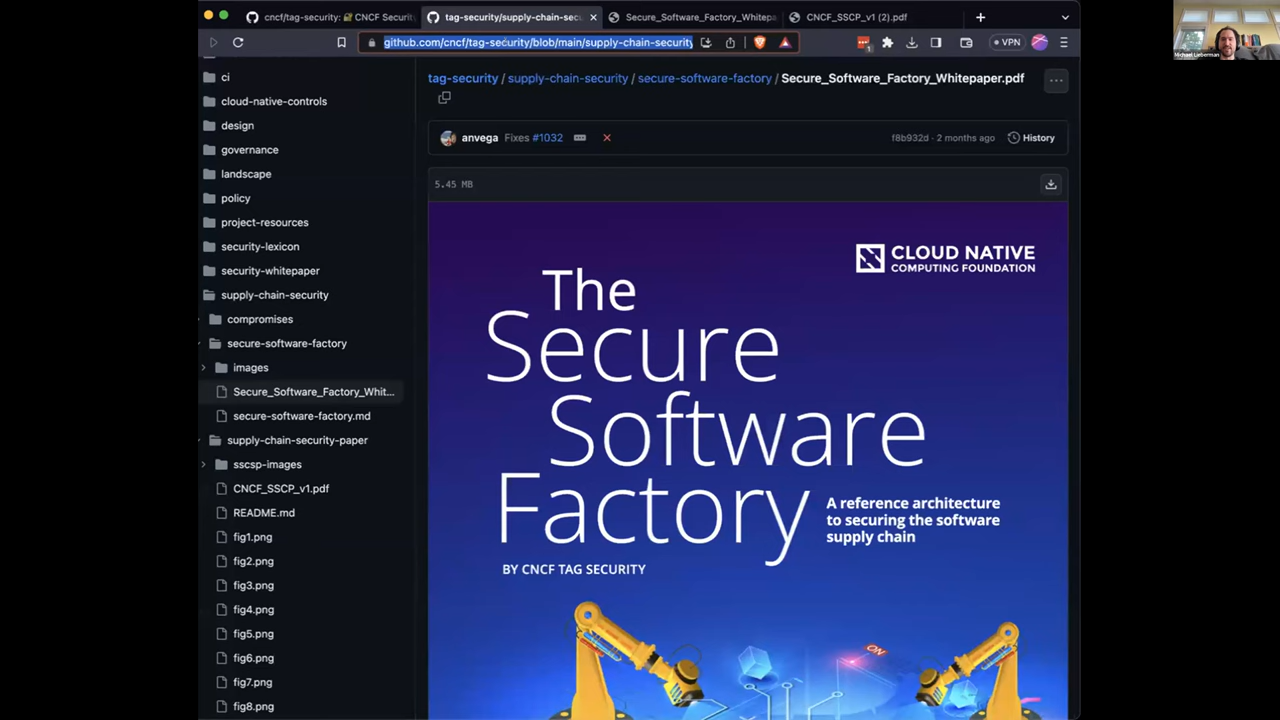 cncf/tag-security: 🔐 CNCF Securit
tag-security/supply-chain-sec
Secure_Software_Factory_Whitepa
CNCF_SSCP_v1 (2).pdf
github.com/cncf/tag-security/blob/main/supply-chain-security
1
VPN
Michael Lieberman
ci
cloud-native-controls
design
governance
landscape
policy
project-resources
security-lexicon
security-whitepaper
supply-chain-security
compromises
secure-software-factory
images
Secure_Software_Factory_Whit...
secure-software-factory.md
supply-chain-security-paper
sscsp-images
CNCF_SSCP_v1.pdf
README.md
fig1.png
fig2.png
fig3.png
fig4.png
fig5.png
fig6.png
fig7.png
fig8.png
tag-security / supply-chain-security / secure-software-factory / Secure_Software_Factory_Whitepaper.pdf
anvega Fixes #1032
f8b932d · 2 months ago
History
5.45 MB
CLOUD NATIVE
COMPUTING FOUNDATION
The
Secure
Software
Factory
A reference architecture
to securing the software
supply chain
BY CNCF TAG SECURITY
ON